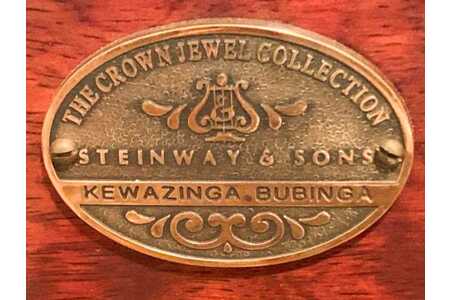 THE CROWN JEWEL COLLECTION
STEINWAY & SONS
KEWAZINGA BUBINGA